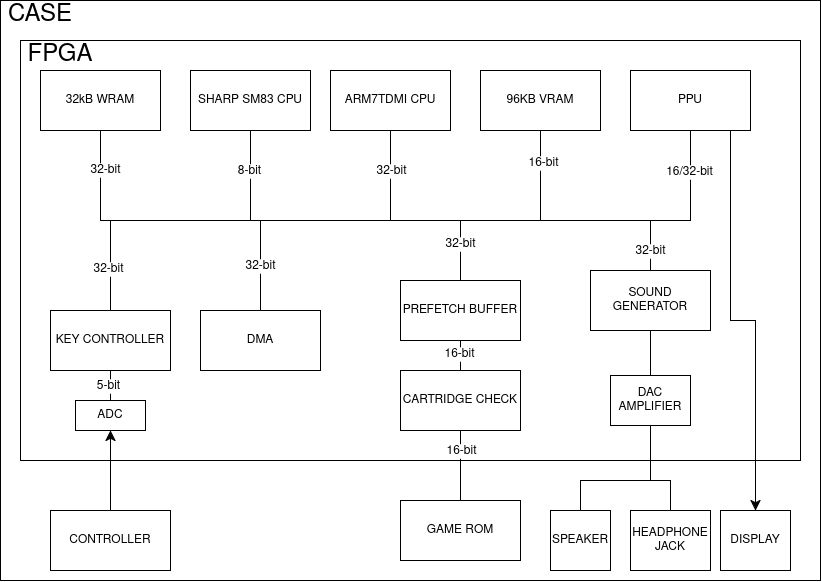 CASE
FPGA
32kB WRAM
SHARP SM83 CPU
ARM7TDMI CPU
96KB VRAM
PPU
32-bit
8-bit
32-bit
16-bit
16/32-bit
32-bit
32-bit
32-bit
32-bit
KEY CONTROLLER
DMA
PREFETCH BUFFER
SOUND
GENERATOR
16-bit
5-bit
ADC
CARTRIDGE CHECK
DAC
AMPLIFIER
16-bit
CONTROLLER
GAME ROM
SPEAKER
HEADPHONE
JACK
DISPLAY